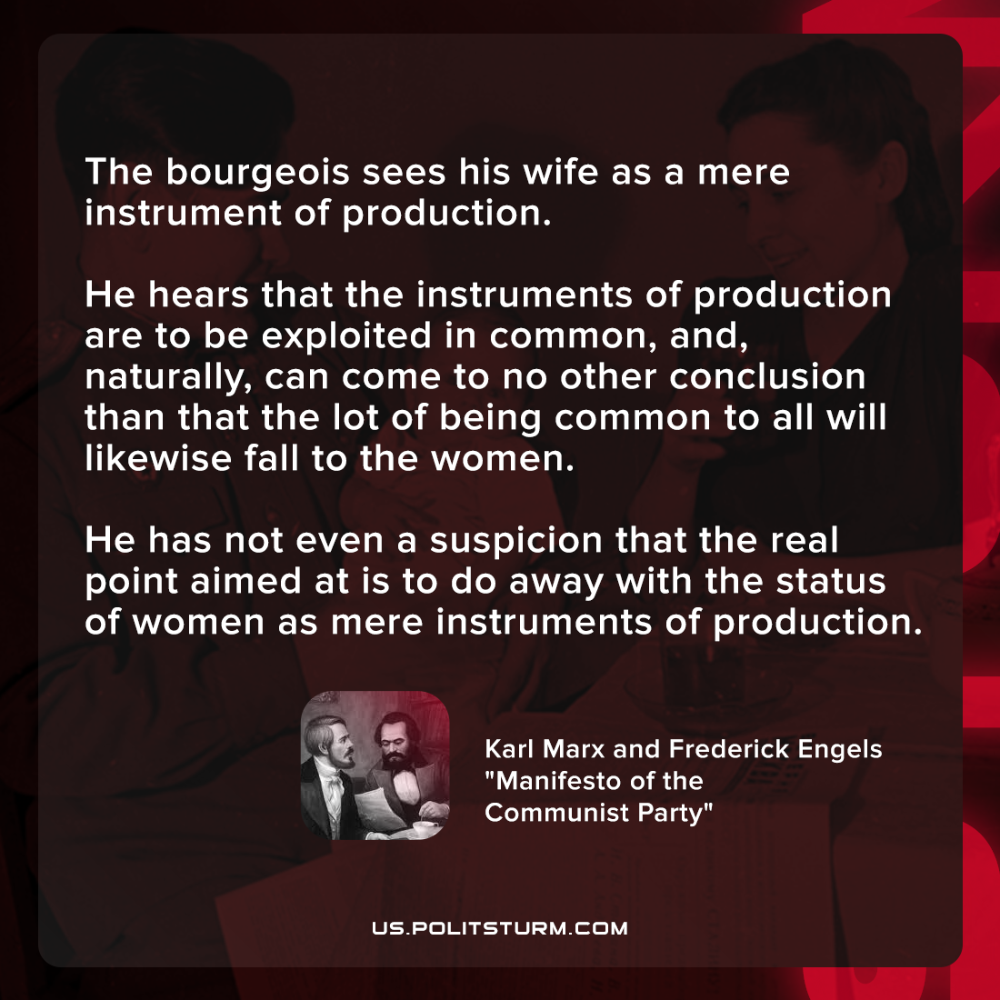 The bourgeois sees his wife as a mere
instrument of production.
He hears that the instruments of production
are to be exploited in common, and,
naturally, can come to no other conclusion
than that the lot of being common to all will
likewise fall to the women.
He has not even a suspicion that the real
point aimed at is to do away with the status
of women as mere instruments of production.
Karl Marx and Frederick Engels
"Manifesto of the
Communist Party"
US.POLITSTURM.COM